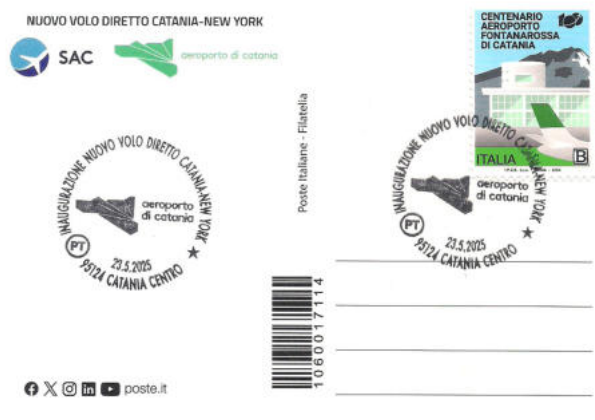 NUOVO VOLO DIRETTO CATANIA-NEW YORK
SAC
aeroporto di catania
INAUGURAZIONE NUOVO VOLO DIRETTO CATANIA-NEW YORK
aeroporto
di catania
PT
23.5.2025
95124 CATANIA CENTRO
poste.it
Poste Italiane - Filatelia
1060017114
CENTENARIO
AEROPORTO
FONTANAROSSA
DI CATANIA
100
ITALIA B
INAUGURAZIONE NUOVO VOLO DIRETTO CATANIA-NEW YORK
aeroporto
di catania
PT
23.5.2025
95124 CATANIA CENTRO